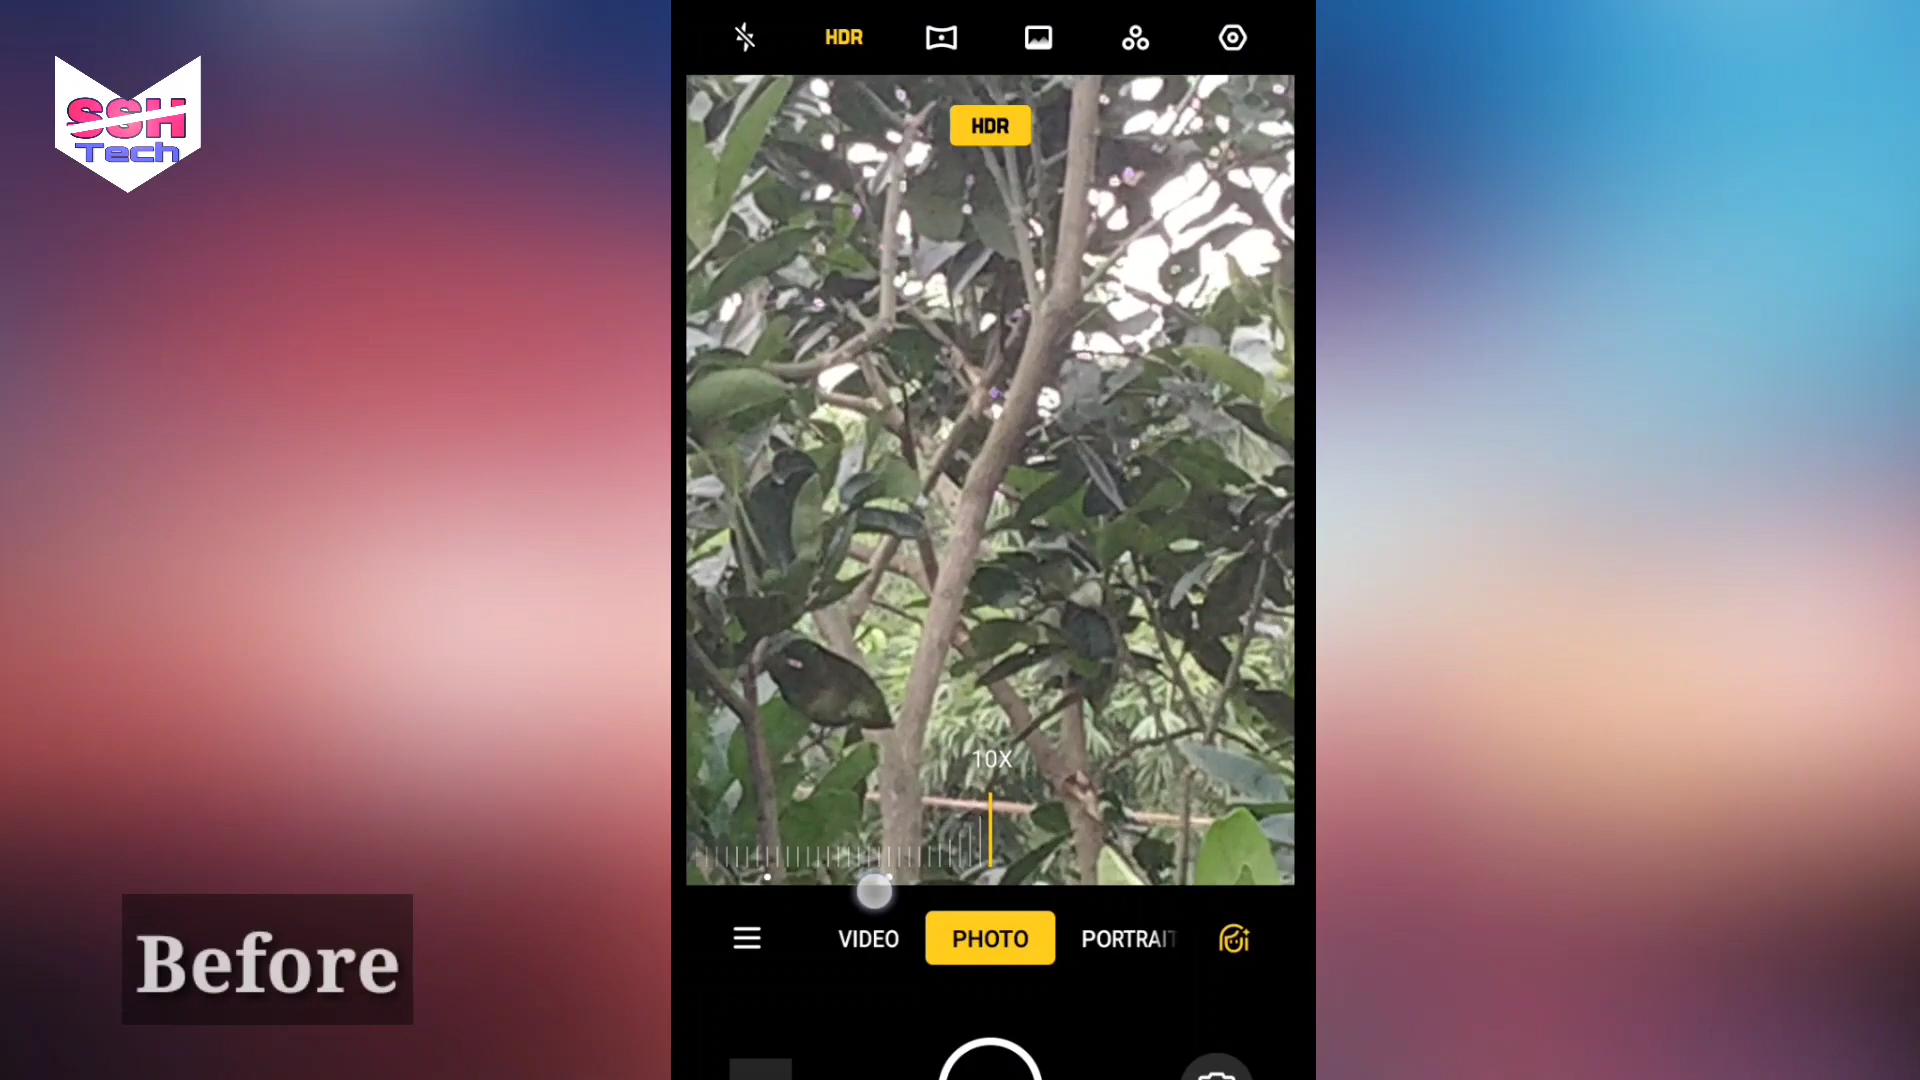 SSH
Tech
HDR
HDR
10X
VIDEO
PHOTO
PORTRAIT
Before